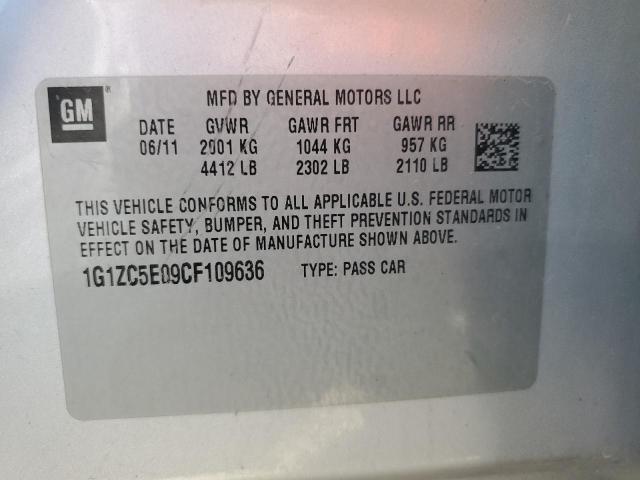 GM®
MFD BY GENERAL MOTORS LLC
DATE GVWR GAWR FRT GAWR RR
06/11 2001 KG 1044 KG 957 KG
4412 LB 2302 LB 2110 LB
THIS VEHICLE CONFORMS TO ALL APPLICABLE U.S. FEDERAL MOTOR
VEHICLE SAFETY, BUMPER, AND THEFT PREVENTION STANDARDS IN
EFFECT ON THE DATE OF MANUFACTURE SHOWN ABOVE.
1G1ZC5E09CF109636 TYPE: PASS CAR